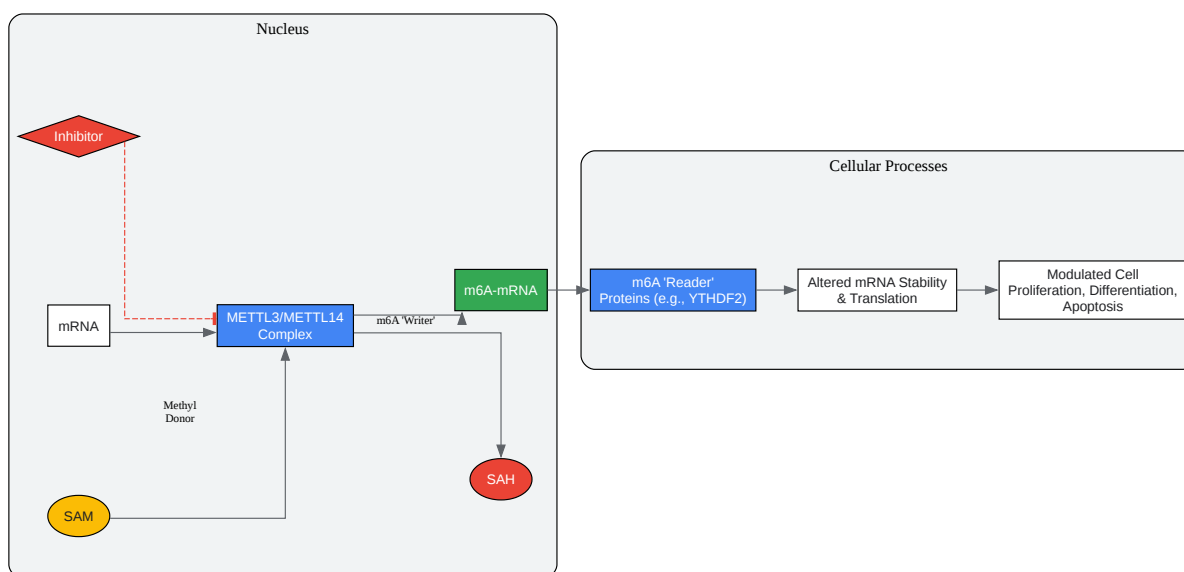 Nucleus
Inhibitor
mRNA
METTL3/METTL14
Complex
m6A 'Writer'
m6A-mRNA
Methyl
Donor
SAM
SAH
Cellular Processes
m6A 'Reader'
Proteins (e.g., YTHDF2)
Altered mRNA Stability
& Translation
Modulated Cell
Proliferation, Differentiation,
Apoptosis